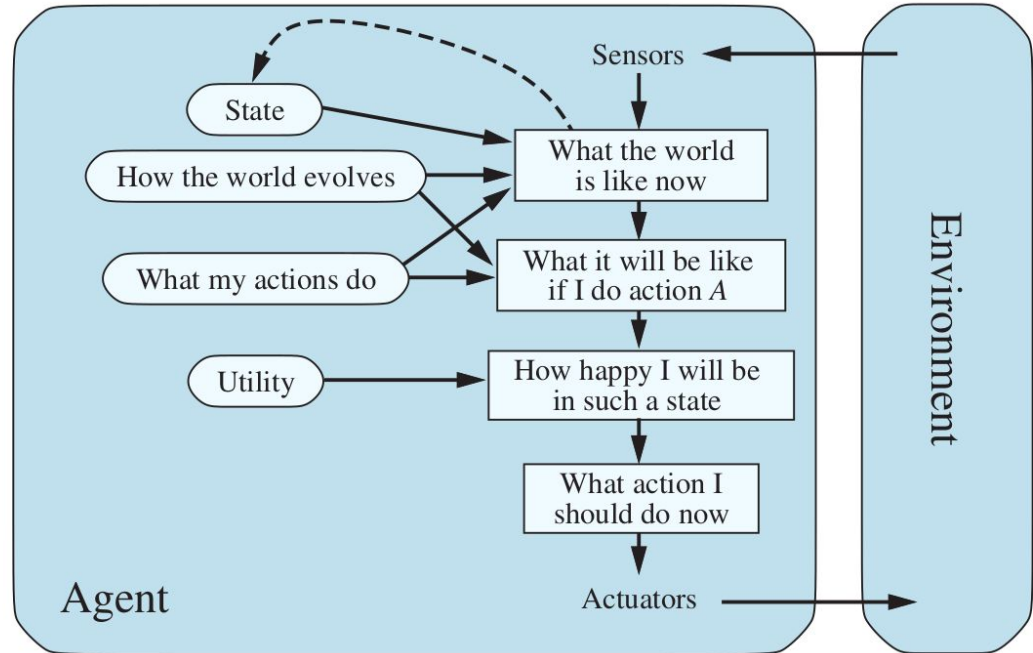 Sensors
State
What the world
is like now
How the world evolves
What my actions do
What it will be like
if I do action A
Utility
How happy I will be
in such a state
What action I
should do now
Agent
Actuators
Environment